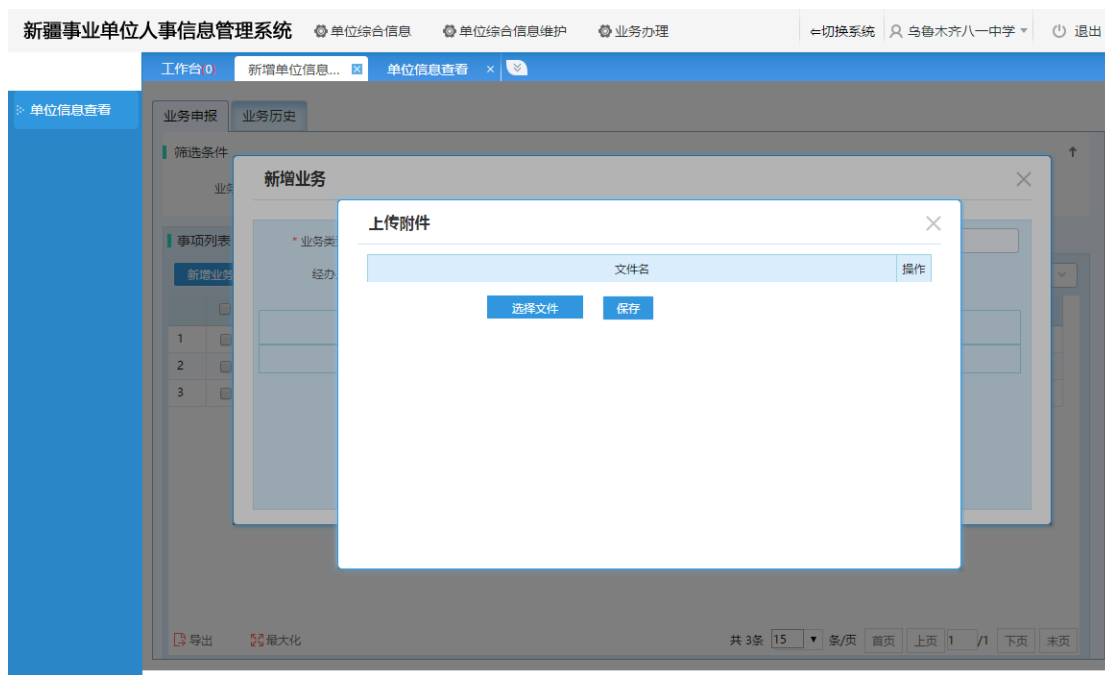 新疆事业单位人事信息管理系统 单位综合信息 单位综合信息维护 业务办理 切换系统 乌鲁木齐八一中学 退出
工作台(0) 新增单位信息... 单位信息查看
单位信息查看
业务申报 业务历史
筛选条件
业务
新增业务
上传附件
事项列表
* 业务类
新增业务
经办
文件名 操作
选择文件 保存
1
2
3
导出 最大化 共 3条 15 条/页 首页 上页 1 /1 下页 末页